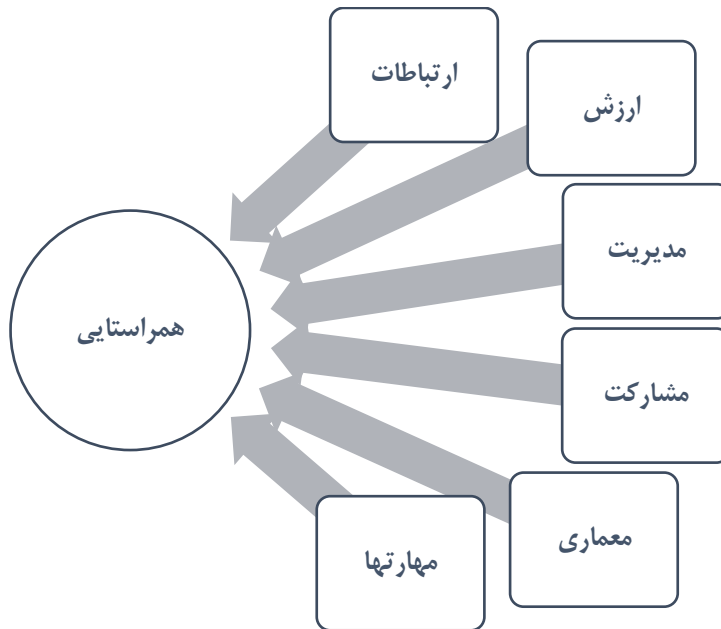 ارتباطات
ارزش
مدیریت
همراستایی
مشارکت
معماری
مهارتها